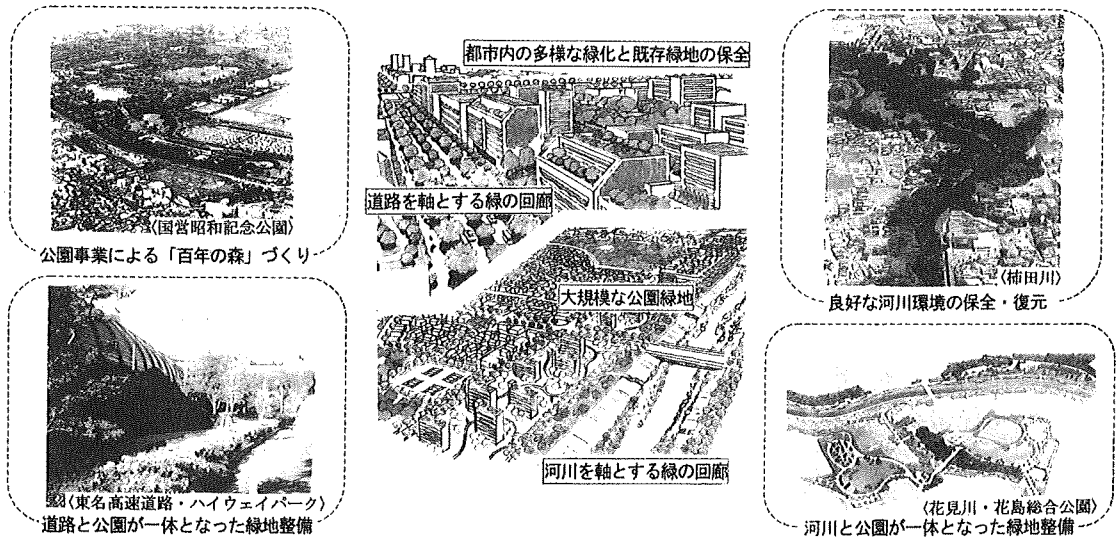 〈国営昭和記念公園〉
公園事業による「百年の森」づくり
〈東名高速道路・ハイウェイパーク〉
道路と公園が一体となった緑地整備
都市内の多様な緑化と既存緑地の保全
道路を軸とする緑の回廊
大規模な公園緑地
河川を軸とする緑の回廊
〈柿田川〉
良好な河川環境の保全・復元
〈花見川・花島総合公園〉
河川と公園が一体となった緑地整備